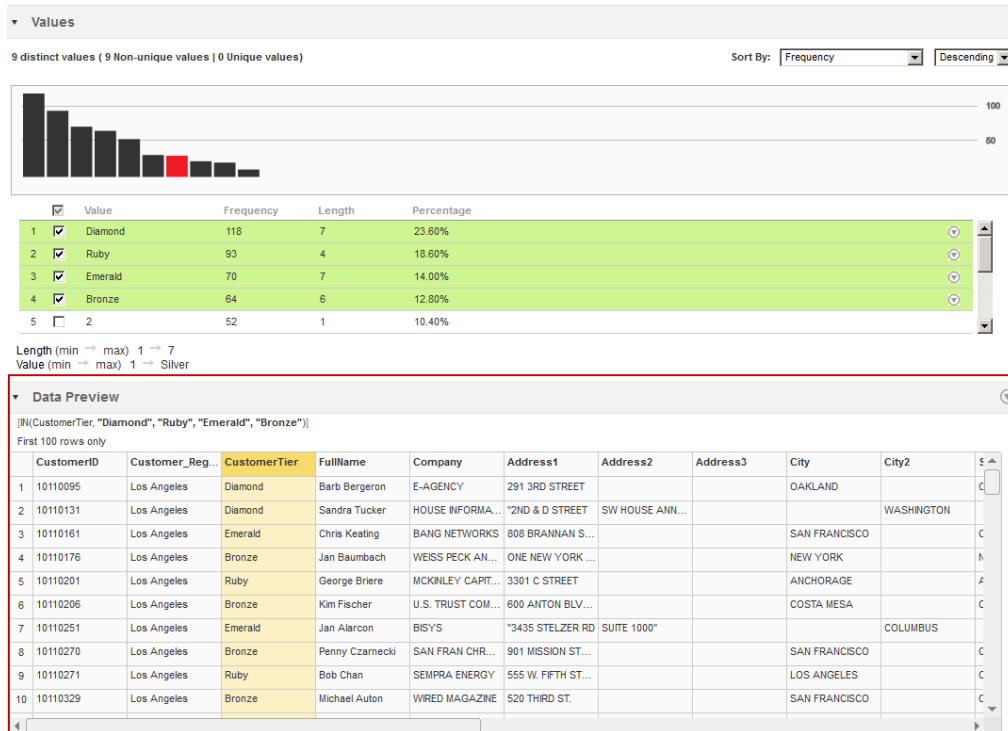 Values
9 distinct values ( 9 Non-unique values | 0 Unique values)
Sort By: Frequency Descending
100
50
Value Frequency Length Percentage
1 Diamond 118 7 23.60%
2 Ruby 93 4 18.60%
3 Emerald 70 7 14.00%
4 Bronze 64 6 12.80%
5 2 52 1 10.40%
Length (min → max) 1 → 7
Value (min → max) 1 → Silver
Data Preview
[IN(CustomerTier, "Diamond", "Ruby", "Emerald", "Bronze")]
First 100 rows only
CustomerID Customer_Reg... CustomerTier FullName Company Address1 Address2 Address3 City City2 S
1 10110095 Los Angeles Diamond Barb Bergeron E-AGENCY 291 3RD STREET OAKLAND
2 10110131 Los Angeles Diamond Sandra Tucker HOUSE INFORMA... "2ND & D STREET SW HOUSE ANN... WASHINGTON
3 10110161 Los Angeles Emerald Chris Keating BANG NETWORKS 808 BRANNAN S... SAN FRANCISCO
4 10110176 Los Angeles Bronze Jan Baumbach WEISS PECK AN... ONE NEW YORK ... NEW YORK
5 10110201 Los Angeles Ruby George Briere MCKINLEY CAPIT... 3301 C STREET ANCHORAGE
6 10110206 Los Angeles Bronze Kim Fischer U.S. TRUST COM... 600 ANTON BLV... COSTA MESA
7 10110251 Los Angeles Emerald Jan Alarcon BISYS "3435 STELZER RD SUITE 1000" COLUMBUS
8 10110270 Los Angeles Bronze Penny Czarnecki SAN FRAN CHR... 901 MISSION ST... SAN FRANCISCO
9 10110271 Los Angeles Ruby Bob Chan SEMPRA ENERGY 555 W. FIFTH ST... LOS ANGELES
10 10110329 Los Angeles Bronze Michael Auton WIRED MAGAZINE 520 THIRD ST. SAN FRANCISCO